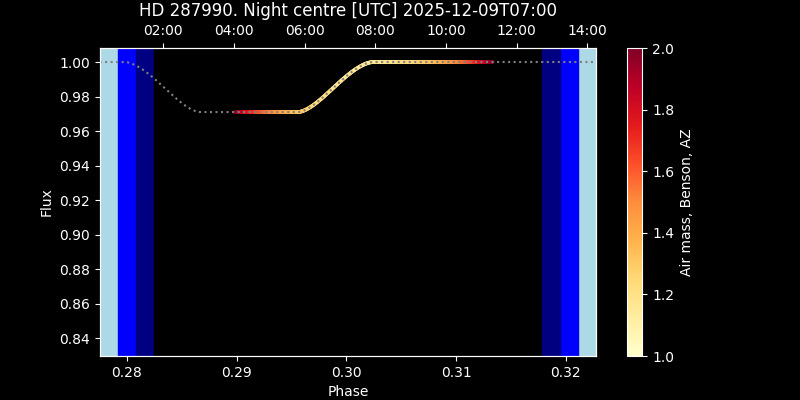 HD 287990. Night centre [UTC] 2025-12-09T07:00
02:00 04:00 06:00 08:00 10:00 12:00 14:00
1.00
0.98
0.96
0.94
0.92
0.90
0.88
0.86
0.84
Flux
0.28 0.29 0.30 0.31 0.32
Phase
2.0
1.8
1.6
1.4
1.2
1.0
Air mass, Benson, AZ